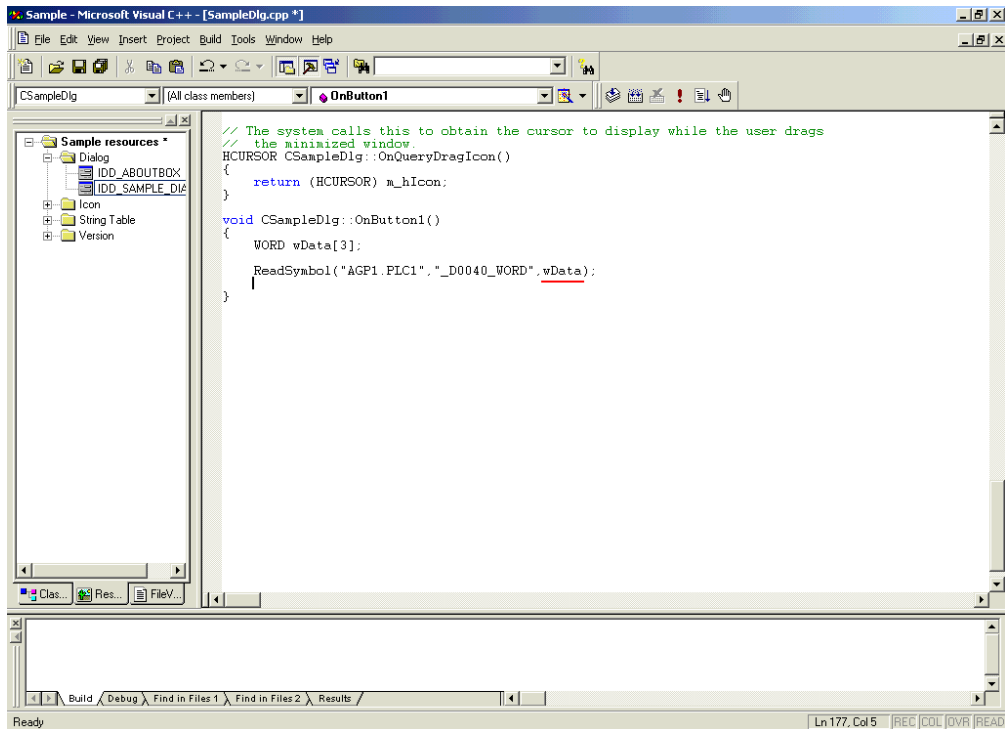 Sample - Microsoft Visual C++ - [SampleDlg.cpp *]
File Edit View Insert Project Build Tools Window Help
CSampleDlg (All class members) OnButton1
Sample resources *
Dialog
IDD_ABOUTBOX
IDD_SAMPLE_DIA
Icon
String Table
Version
// The system calls this to obtain the cursor to display while the user drags
//  the minimized window.
HCURSOR CSampleDlg::OnQueryDragIcon()
{
    return (HCURSOR) m_hIcon;
}
void CSampleDlg::OnButton1()
{
    WORD wData[3];
    ReadSymbol("AGP1.PLC1","_D0040_WORD",wData);
}
Clas... Res... FileV...
Build Debug Find in Files 1 Find in Files 2 Results
Ready Ln 177, Col 5 REC COL OVR READ